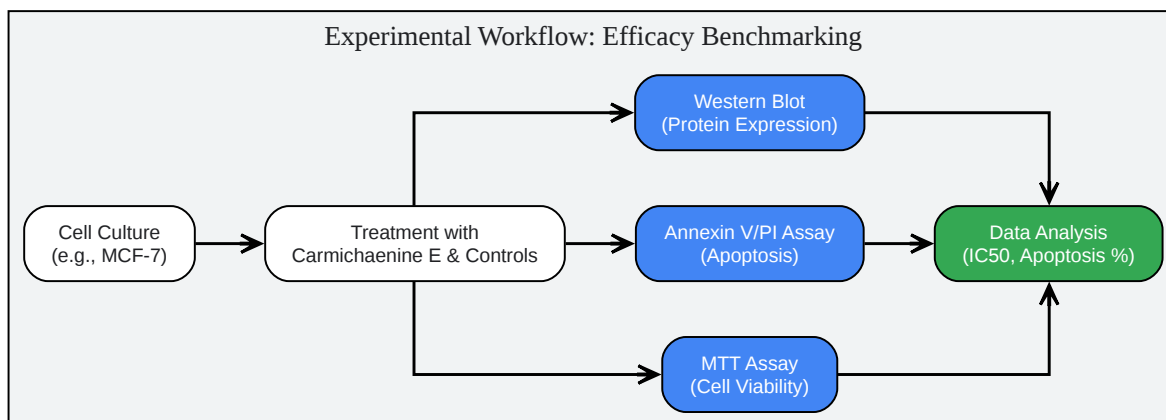 Experimental Workflow: Efficacy Benchmarking
Western Blot
(Protein Expression)
Cell Culture
(e.g., MCF-7)
Treatment with
Carmichaenine E & Controls
Annexin V/PI Assay
(Apoptosis)
Data Analysis
(IC50, Apoptosis %)
MTT Assay
(Cell Viability)